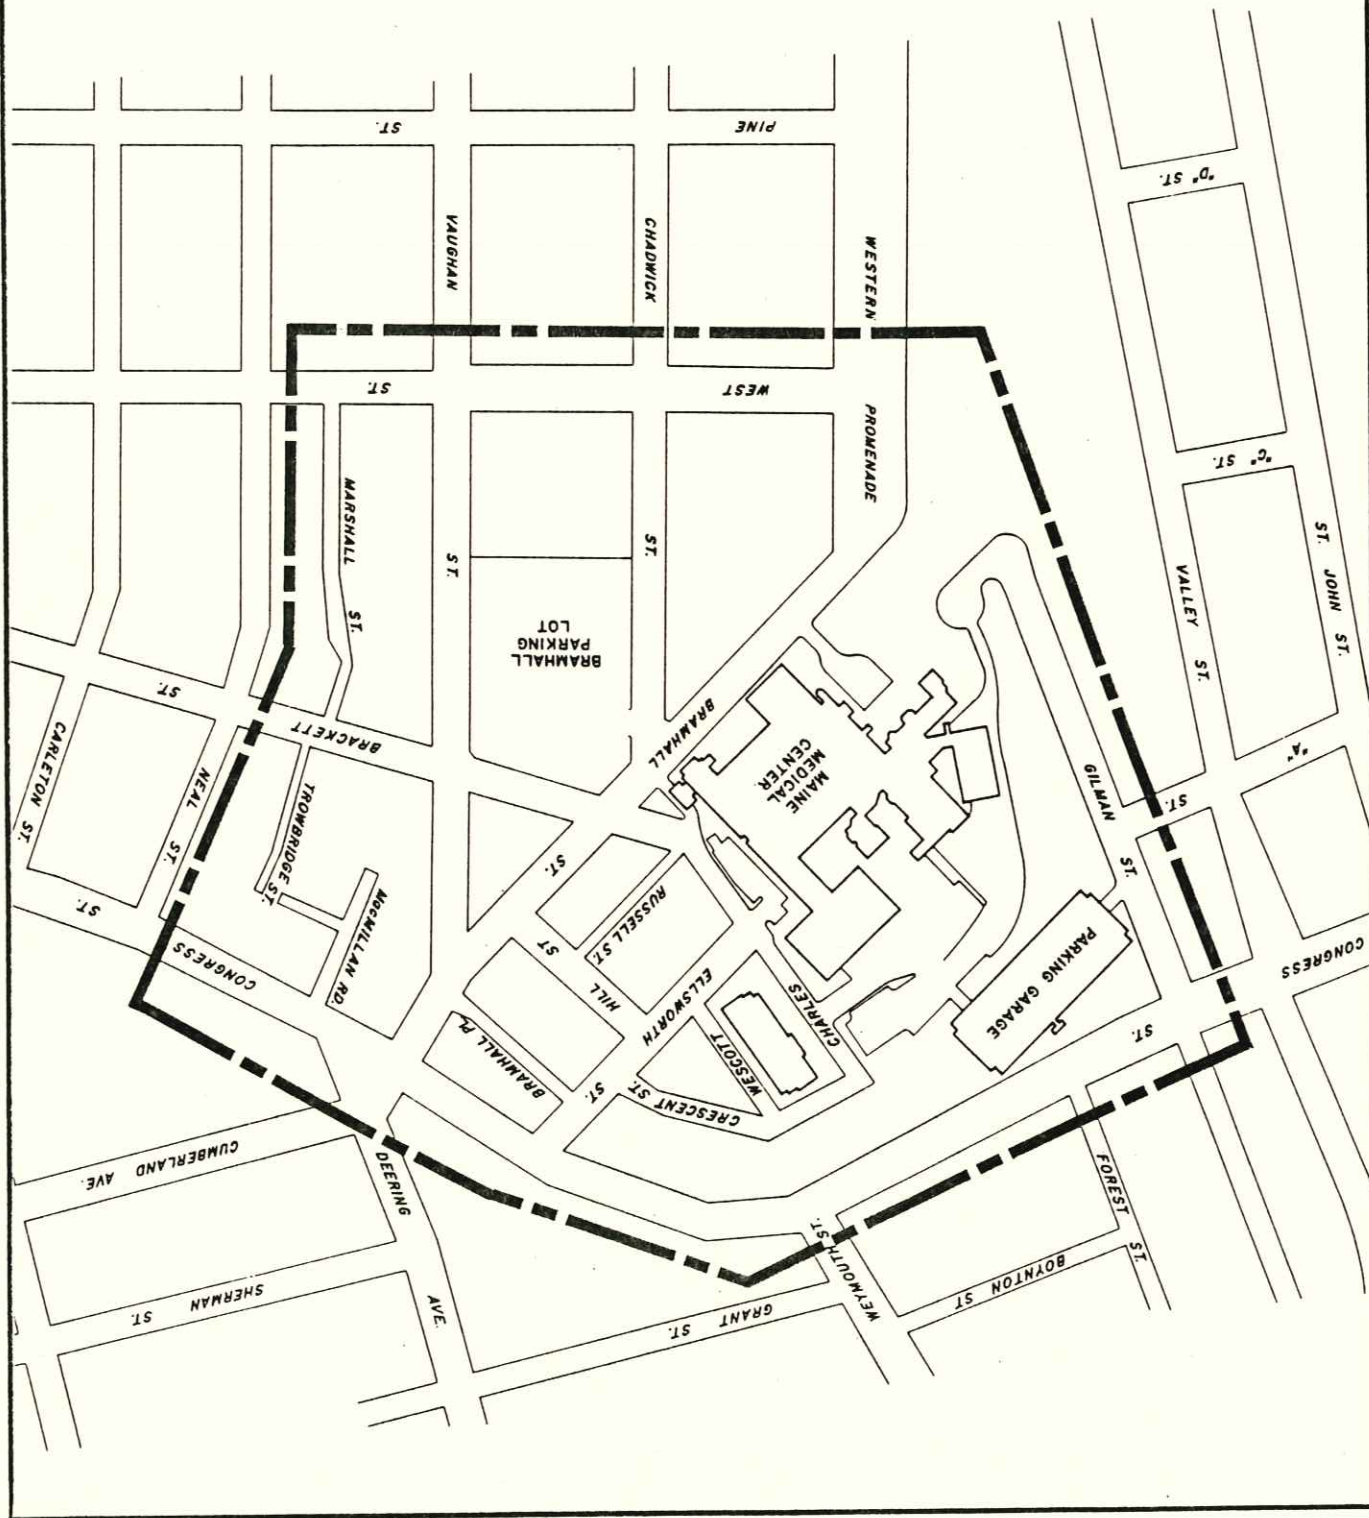 PINE ST.
"D" ST.
VAUGHAN ST.
CHADWICK ST.
WESTERN PROMENADE
WEST ST.
"C" ST.
ST. JOHN ST.
VALLEY ST.
MARSHALL ST.
BRAMHALL
PARKING
LOT
BRAMHALL ST.
MAINE
MEDICAL
CENTER
GILMAN ST.
"A" ST.
BRACKETT ST.
CARLETON ST.
NEAL ST.
TROWBRIDGE ST.
MacMILLAN RD.
RUSSELL ST.
HILL ST
ELLSWORTH ST.
CHARLES
WESCOTT
CRESCENT ST.
BRAMHALL PL.
PARKING GARAGE
CONGRESS ST.
CONGRESS ST.
CUMBERLAND AVE.
DEERING AVE.
SHERMAN ST.
GRANT ST.
WEYMOUTH ST.
BOYNTON ST
FOREST ST.